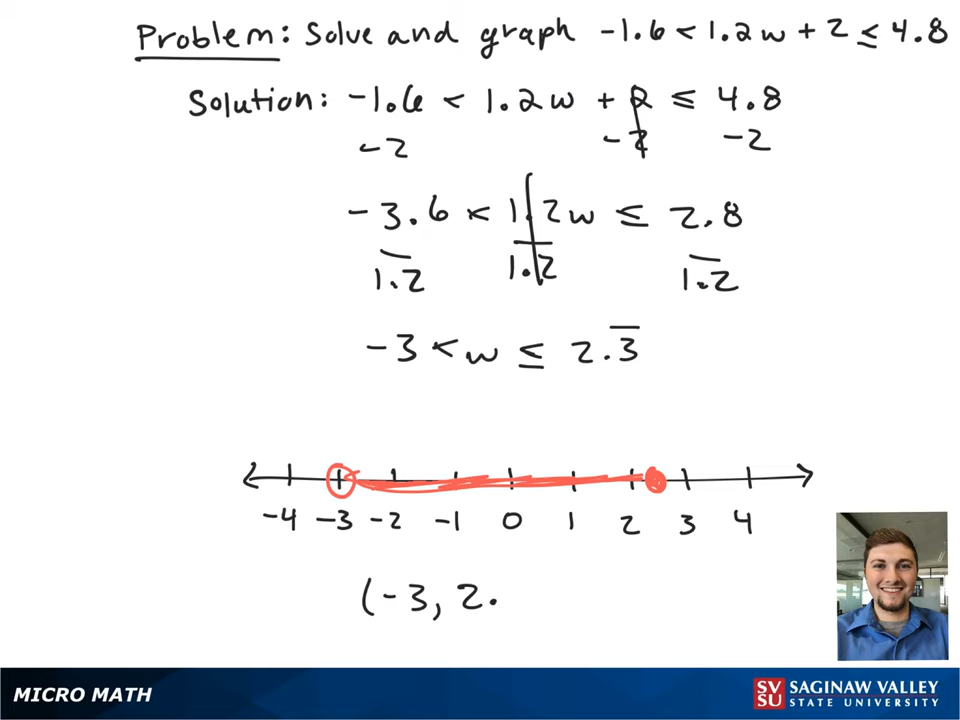 Problem: Solve and graph -1.6 < 1.2w + 2 ≤ 4.8
Solution: -1.6 < 1.2w + 2 ≤ 4.8
-2 -2 -2
-3.6 < 1.2w ≤ 2.8
1.2 1.2 1.2
-3 < w ≤ 2.3̅
-4 -3 -2 -1 0 1 2 3 4
(-3, 2.
MICRO MATH
SV SU SAGINAW VALLEY
STATE UNIVERSITY